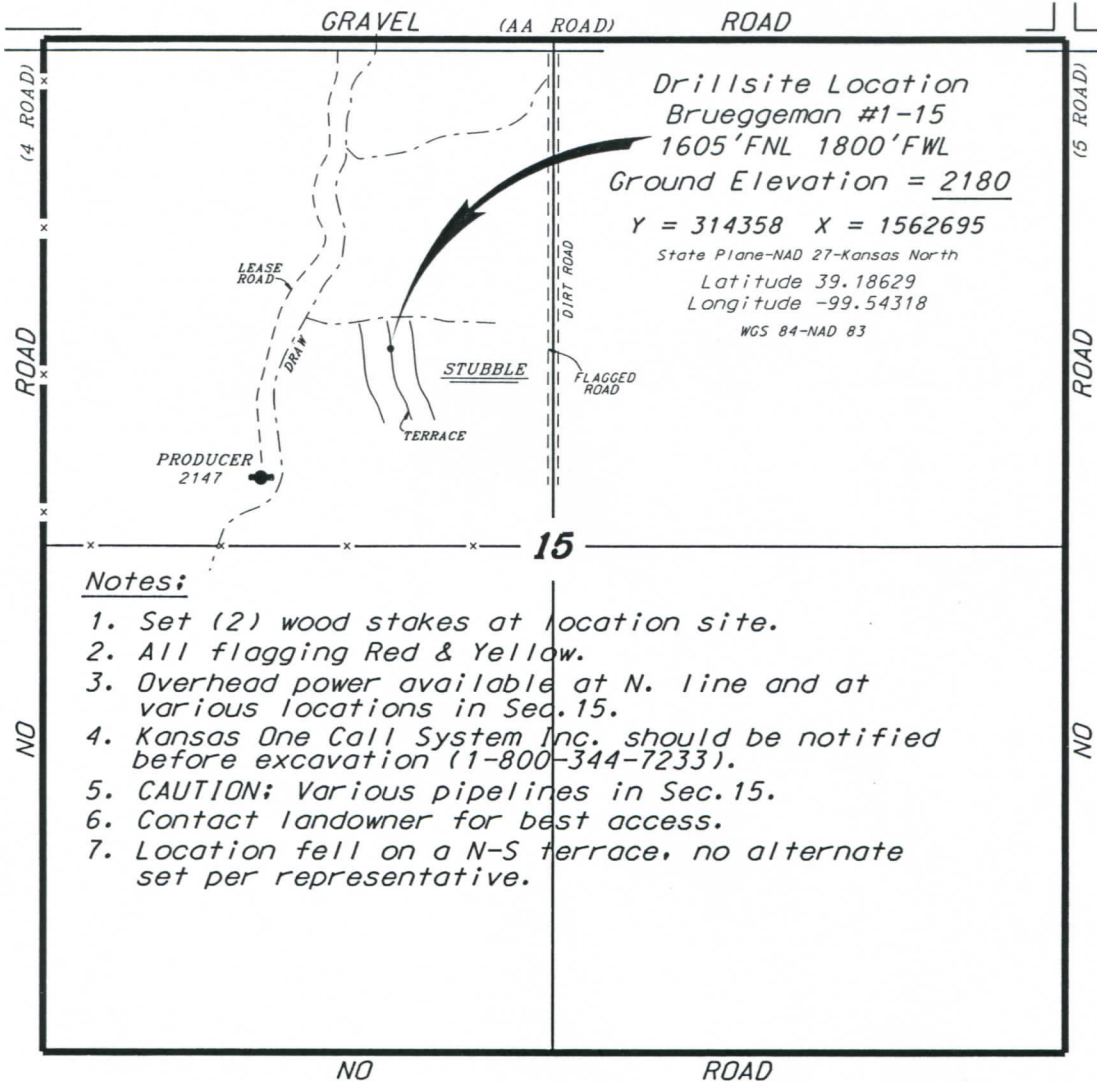 GRAVEL (AA ROAD) ROAD
(4 ROAD)
(5 ROAD)
Drillsite Location
Brueggeman #1-15
1605'FNL 1800'FWL
Ground Elevation = 2180
Y = 314358 X = 1562695
State Plane-NAD 27-Kansas North
Latitude 39.18629
Longitude -99.54318
WGS 84-NAD 83
LEASE
ROAD
DRAW
DIRT ROAD
ROAD
ROAD
STUBBLE
FLAGGED
ROAD
TERRACE
PRODUCER
2147
15
Notes:
1. Set (2) wood stakes at location site.
2. All flagging Red & Yellow.
3. Overhead power available at N. line and at
various locations in Sec.15.
4. Kansas One Call System Inc. should be notified
before excavation (1-800-344-7233).
5. CAUTION: Various pipelines in Sec.15.
6. Contact landowner for best access.
7. Location fell on a N-S terrace, no alternate
set per representative.
NO
NO
NO ROAD